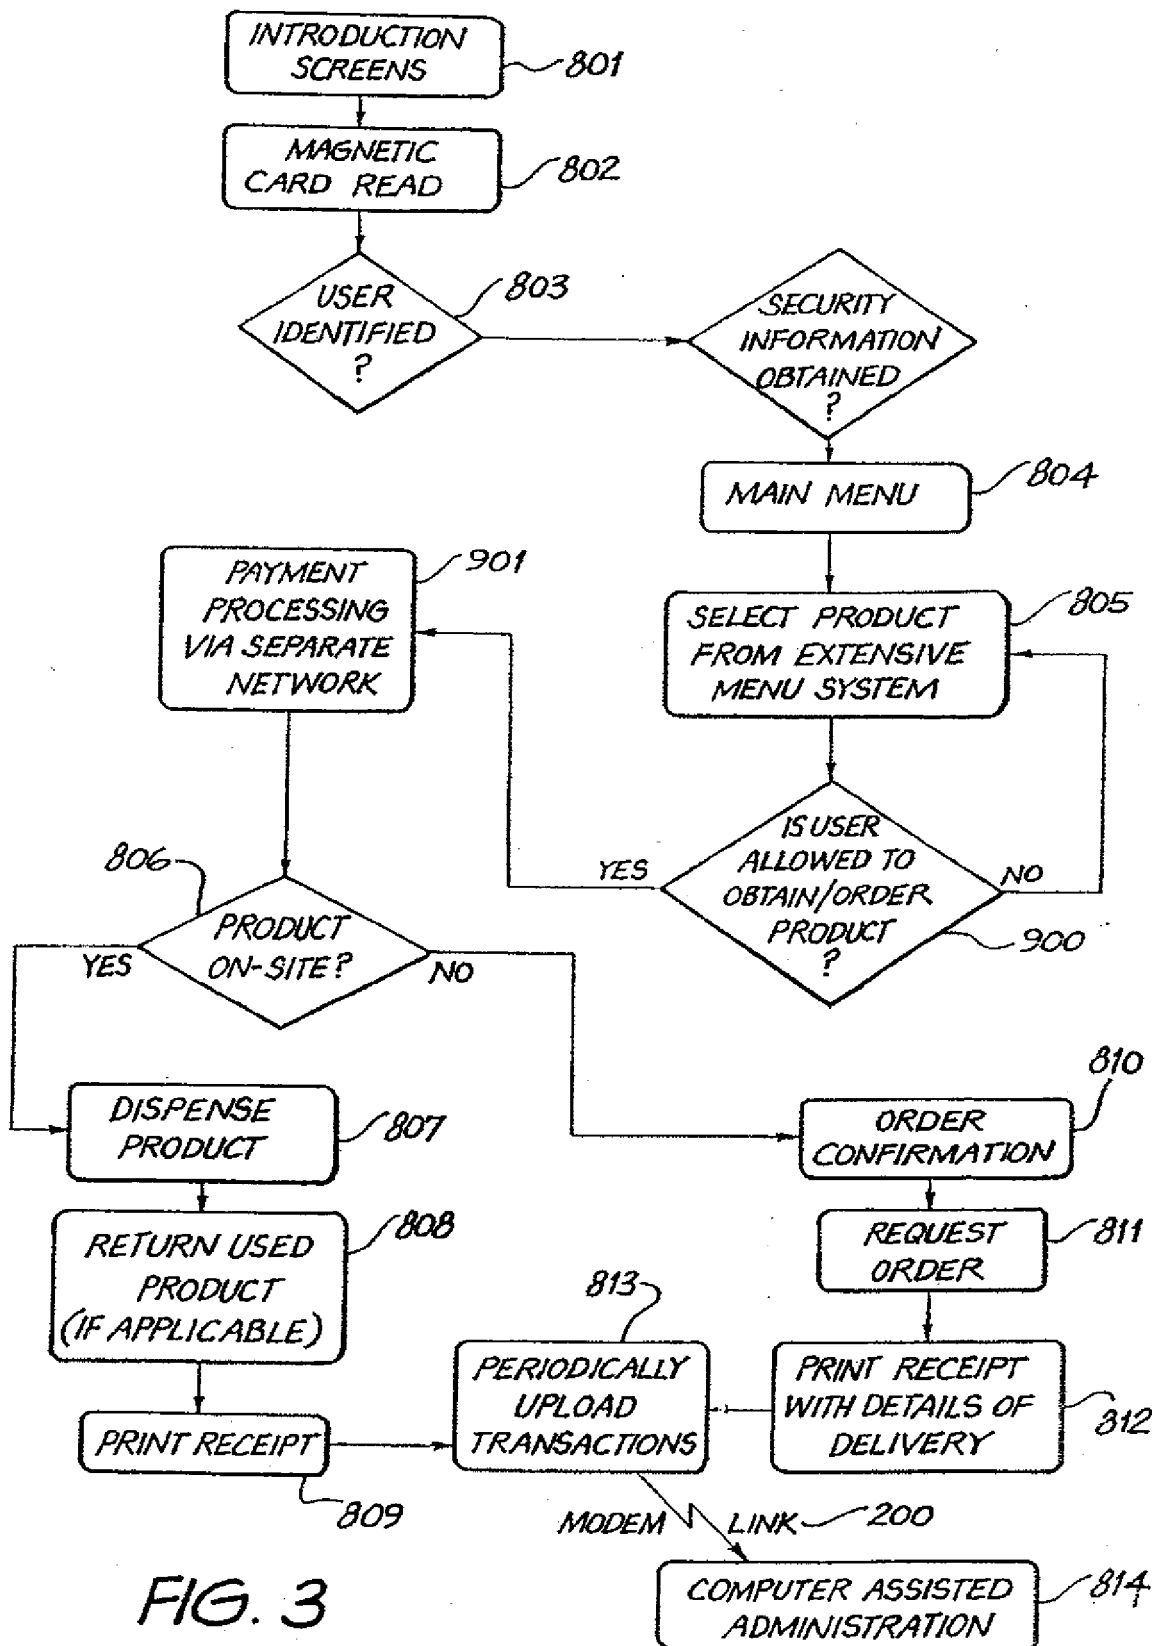 INTRODUCTION
SCREENS
801
MAGNETIC
CARD READ
802
USER
IDENTIFIED
?
803
SECURITY
INFORMATION
OBTAINED
?
MAIN MENU
804
PAYMENT
PROCESSING
VIA SEPARATE
NETWORK
901
SELECT PRODUCT
FROM EXTENSIVE
MENU SYSTEM
805
IS USER
ALLOWED TO
OBTAIN/ORDER
PRODUCT
?
YES
NO
900
806
PRODUCT
ON-SITE?
YES
NO
DISPENSE
PRODUCT
807
RETURN USED
PRODUCT
(IF APPLICABLE)
808
PRINT RECEIPT
809
810
ORDER
CONFIRMATION
REQUEST
ORDER
811
PRINT RECEIPT
WITH DETAILS OF
DELIVERY
812
813
PERIODICALLY
UPLOAD
TRANSACTIONS
MODEM LINK 200
COMPUTER ASSISTED
ADMINISTRATION
814
FIG. 3